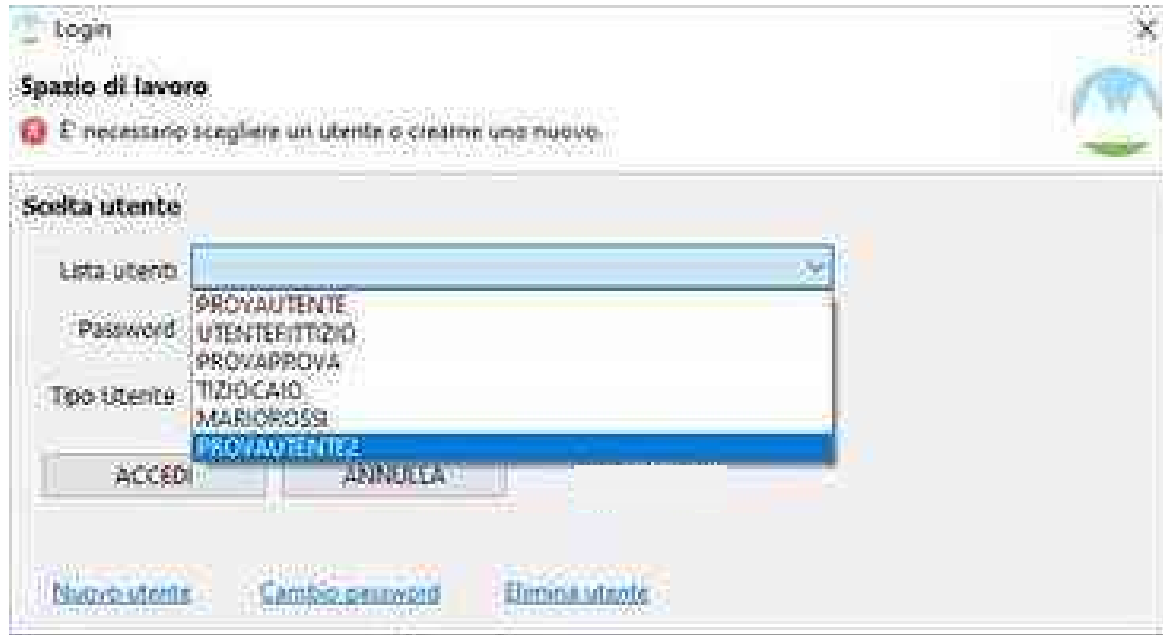 Login
Spazio di lavoro
E' necessario scegliere un utente o crearne uno nuovo.
Scelta utente
Lista utenti
PROVAUTENTE
Password
UTENTEFITTIZIO
PROVAPROVA
Tipo Utente
TIZIOCAIO
MARIOROSSI
PROVAUTENTE2
ACCEDI
ANNULLA
Nuovo utente
Cambio password
Elimina utente